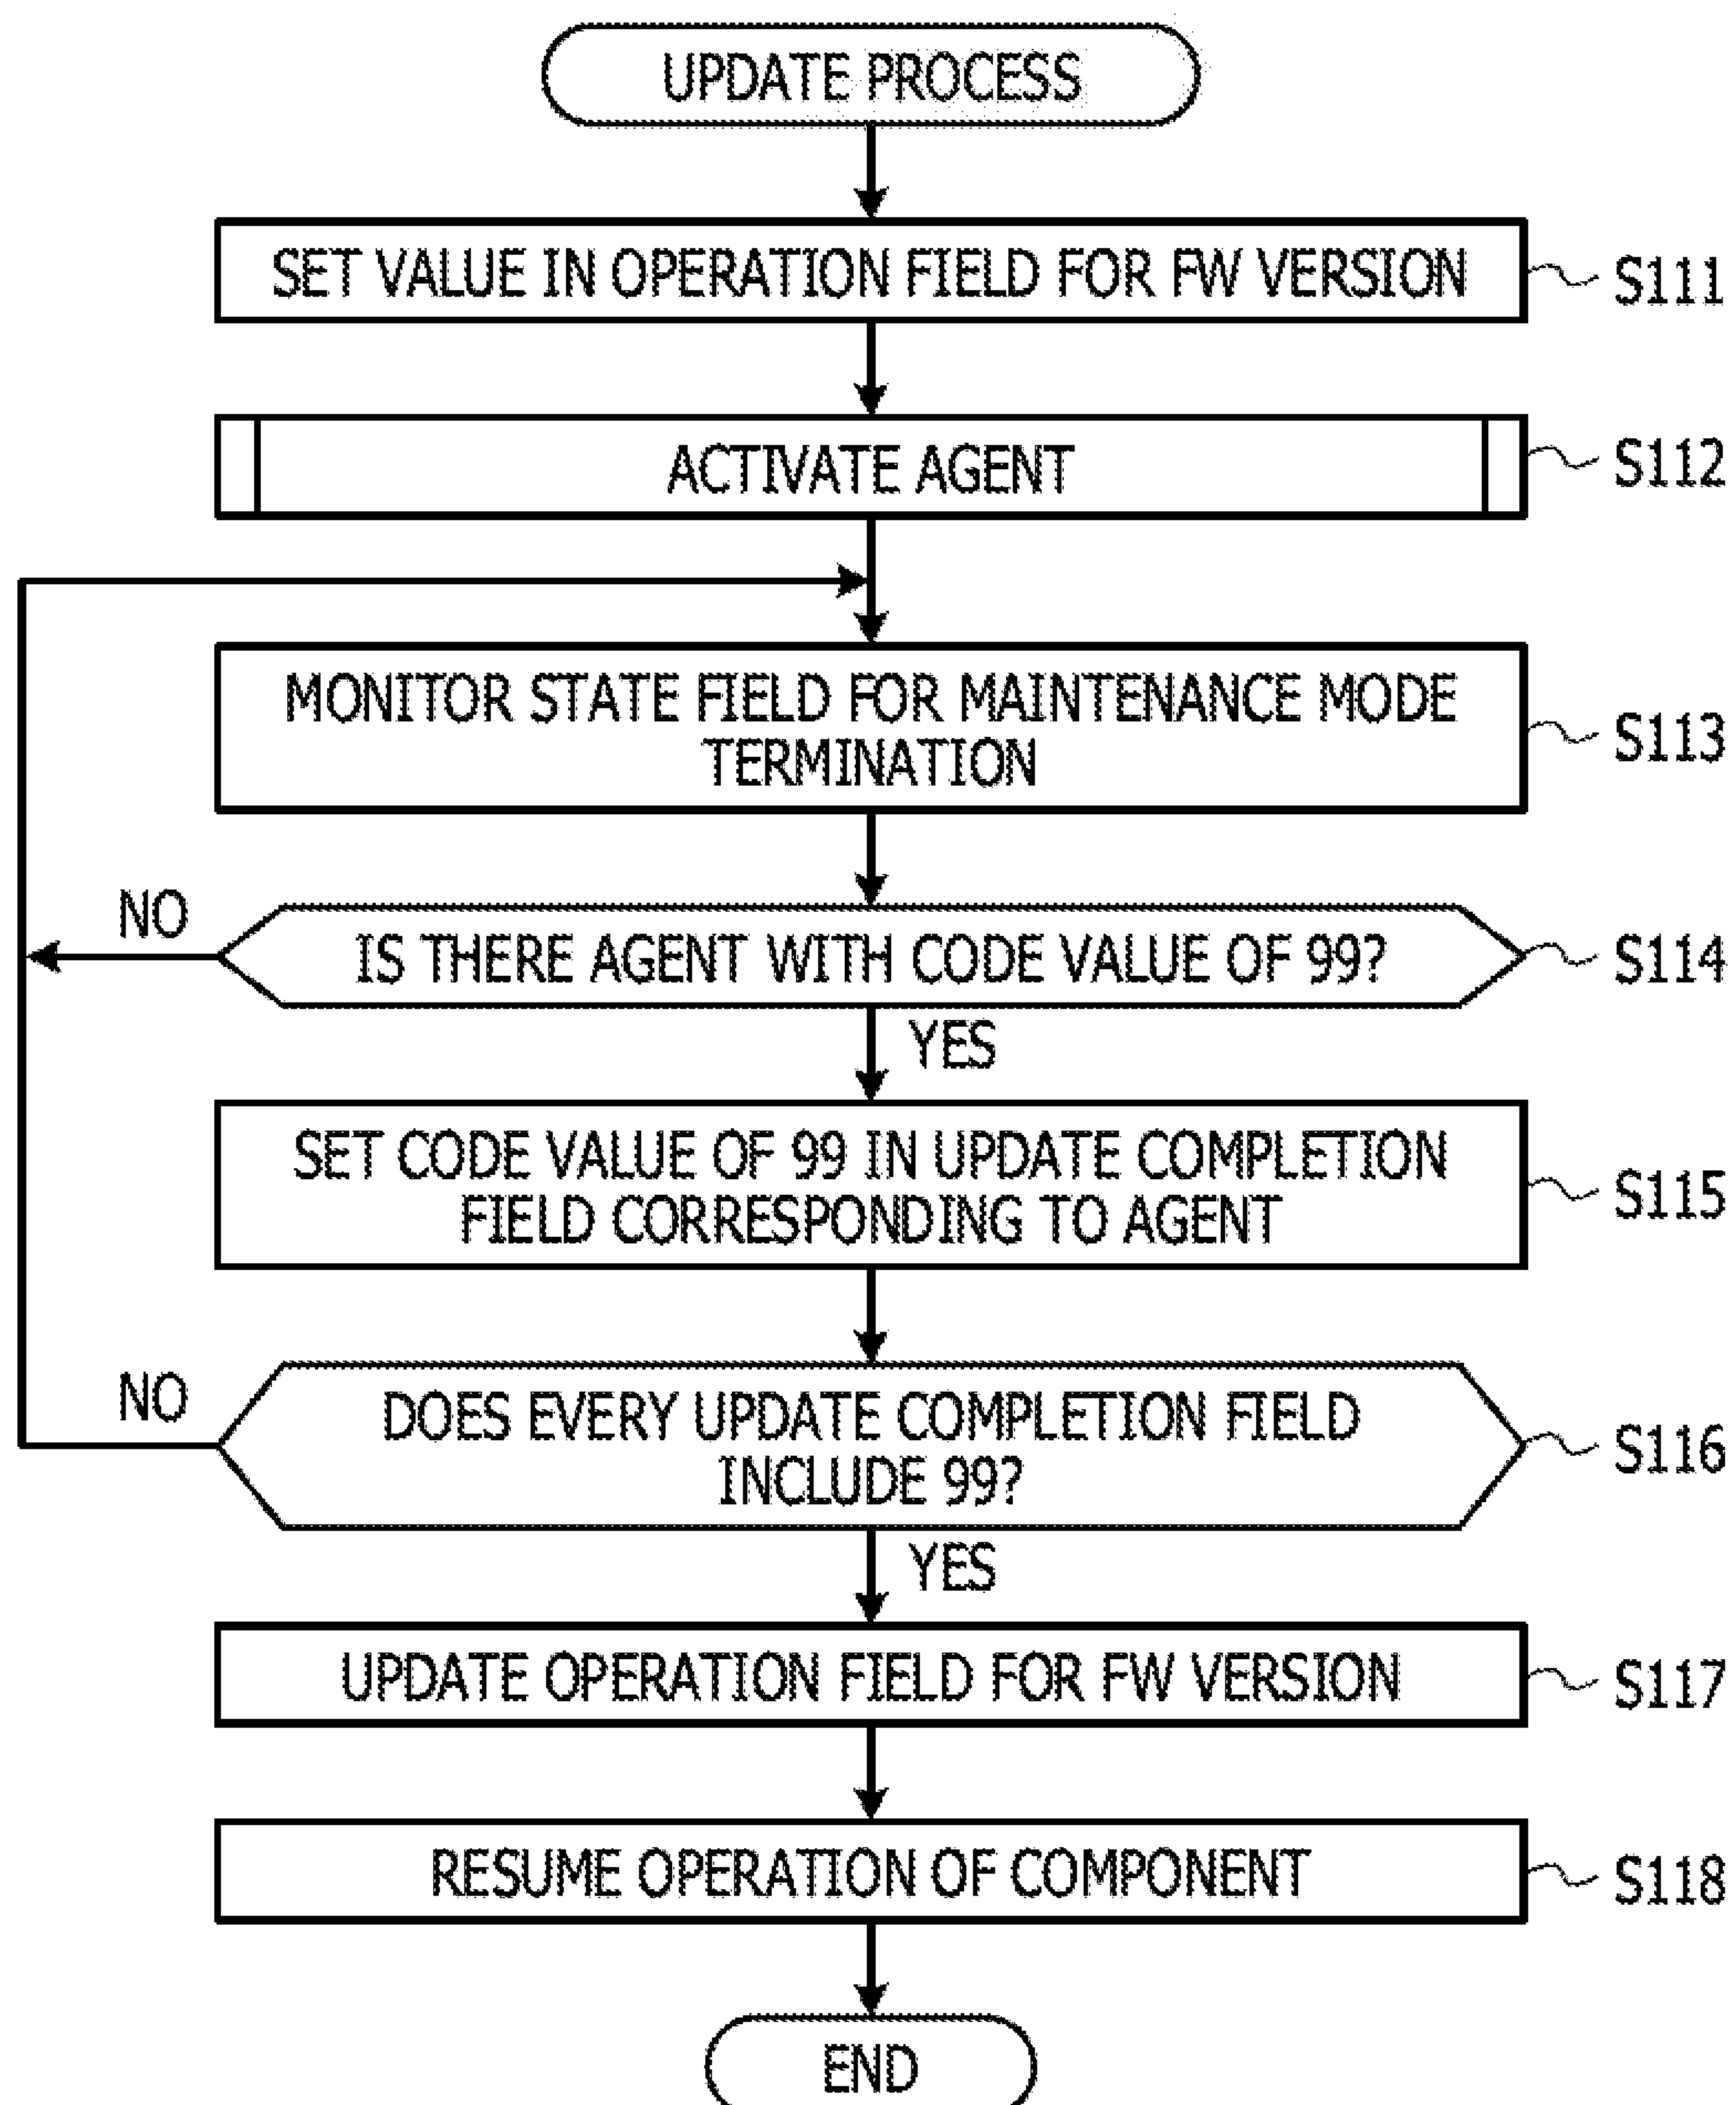 UPDATE PROCESS
SET VALUE IN OPERATION FIELD FOR FW VERSION
S111
ACTIVATE AGENT
S112
MONITOR STATE FIELD FOR MAINTENANCE MODE
TERMINATION
S113
NO
IS THERE AGENT WITH CODE VALUE OF 99?
S114
YES
SET CODE VALUE OF 99 IN UPDATE COMPLETION
FIELD CORRESPONDING TO AGENT
S115
NO
DOES EVERY UPDATE COMPLETION FIELD
INCLUDE 99?
S116
YES
UPDATE OPERATION FIELD FOR FW VERSION
S117
RESUME OPERATION OF COMPONENT
S118
END